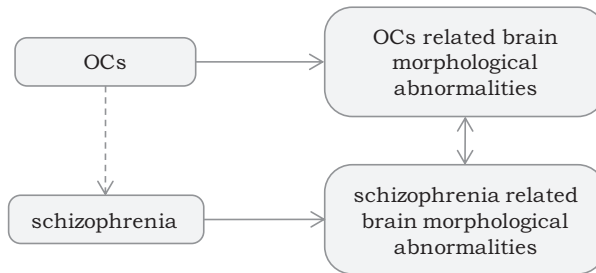 OCs
OCs related brain
morphological
abnormalities
schizophrenia
schizophrenia related
brain morphological
abnormalities